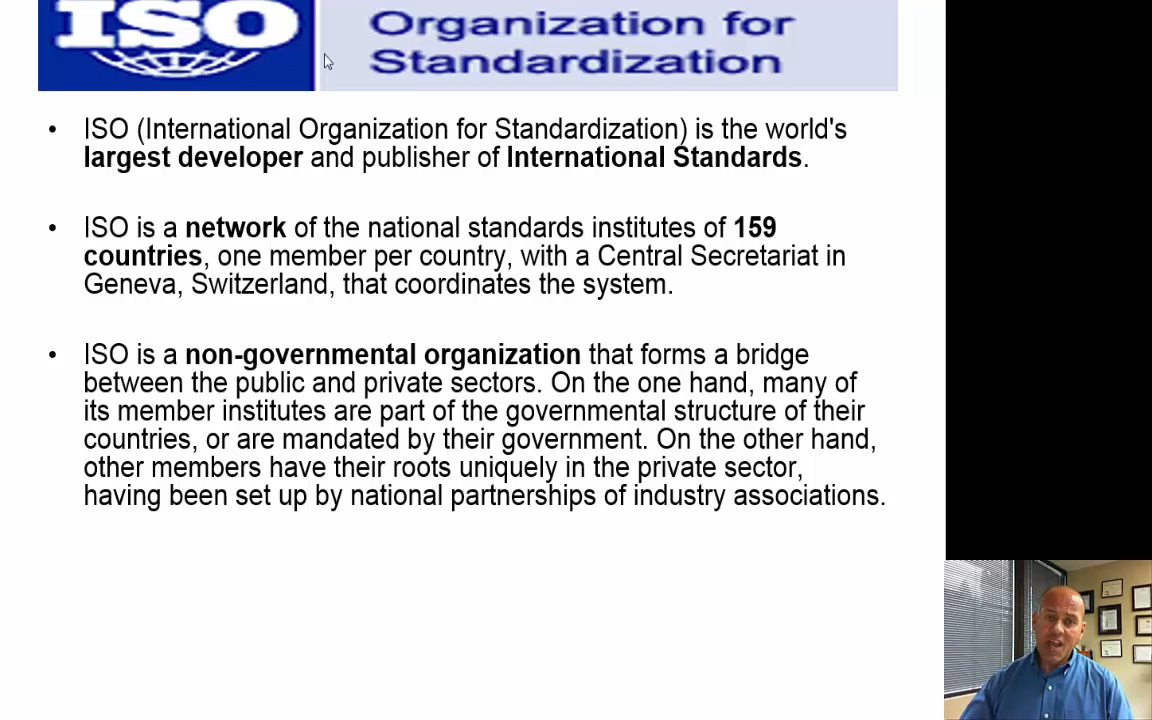 ISO
Organization for
Standardization
• ISO (International Organization for Standardization) is the world's
largest developer and publisher of International Standards.
• ISO is a network of the national standards institutes of 159
countries, one member per country, with a Central Secretariat in
Geneva, Switzerland, that coordinates the system.
• ISO is a non-governmental organization that forms a bridge
between the public and private sectors. On the one hand, many of
its member institutes are part of the governmental structure of their
countries, or are mandated by their government. On the other hand,
other members have their roots uniquely in the private sector,
having been set up by national partnerships of industry associations.